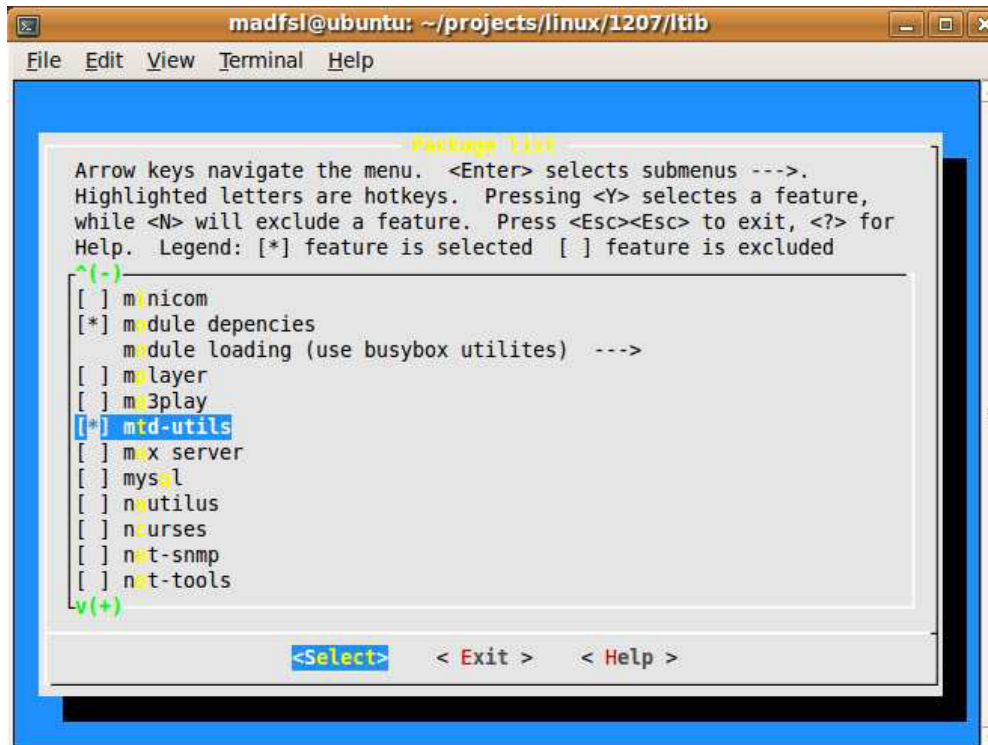 madfsl@ubuntu: ~/projects/linux/1207/ltib
File Edit View Terminal Help
Package List
Arrow keys navigate the menu. <Enter> selects submenus --->.
Highlighted letters are hotkeys. Pressing <Y> selectes a feature,
while <N> will exclude a feature. Press <Esc><Esc> to exit, <?> for
Help. Legend: [*] feature is selected [ ] feature is excluded
^(-)
[ ] minicom
[*] module depencies
module loading (use busybox utilites) --->
[ ] mplayer
[ ] mp3play
[*] mtd-utils
[ ] mux server
[ ] mysql
[ ] nautilus
[ ] ncurses
[ ] net-snmp
[ ] net-tools
v(+)
<Select> < Exit > < Help >